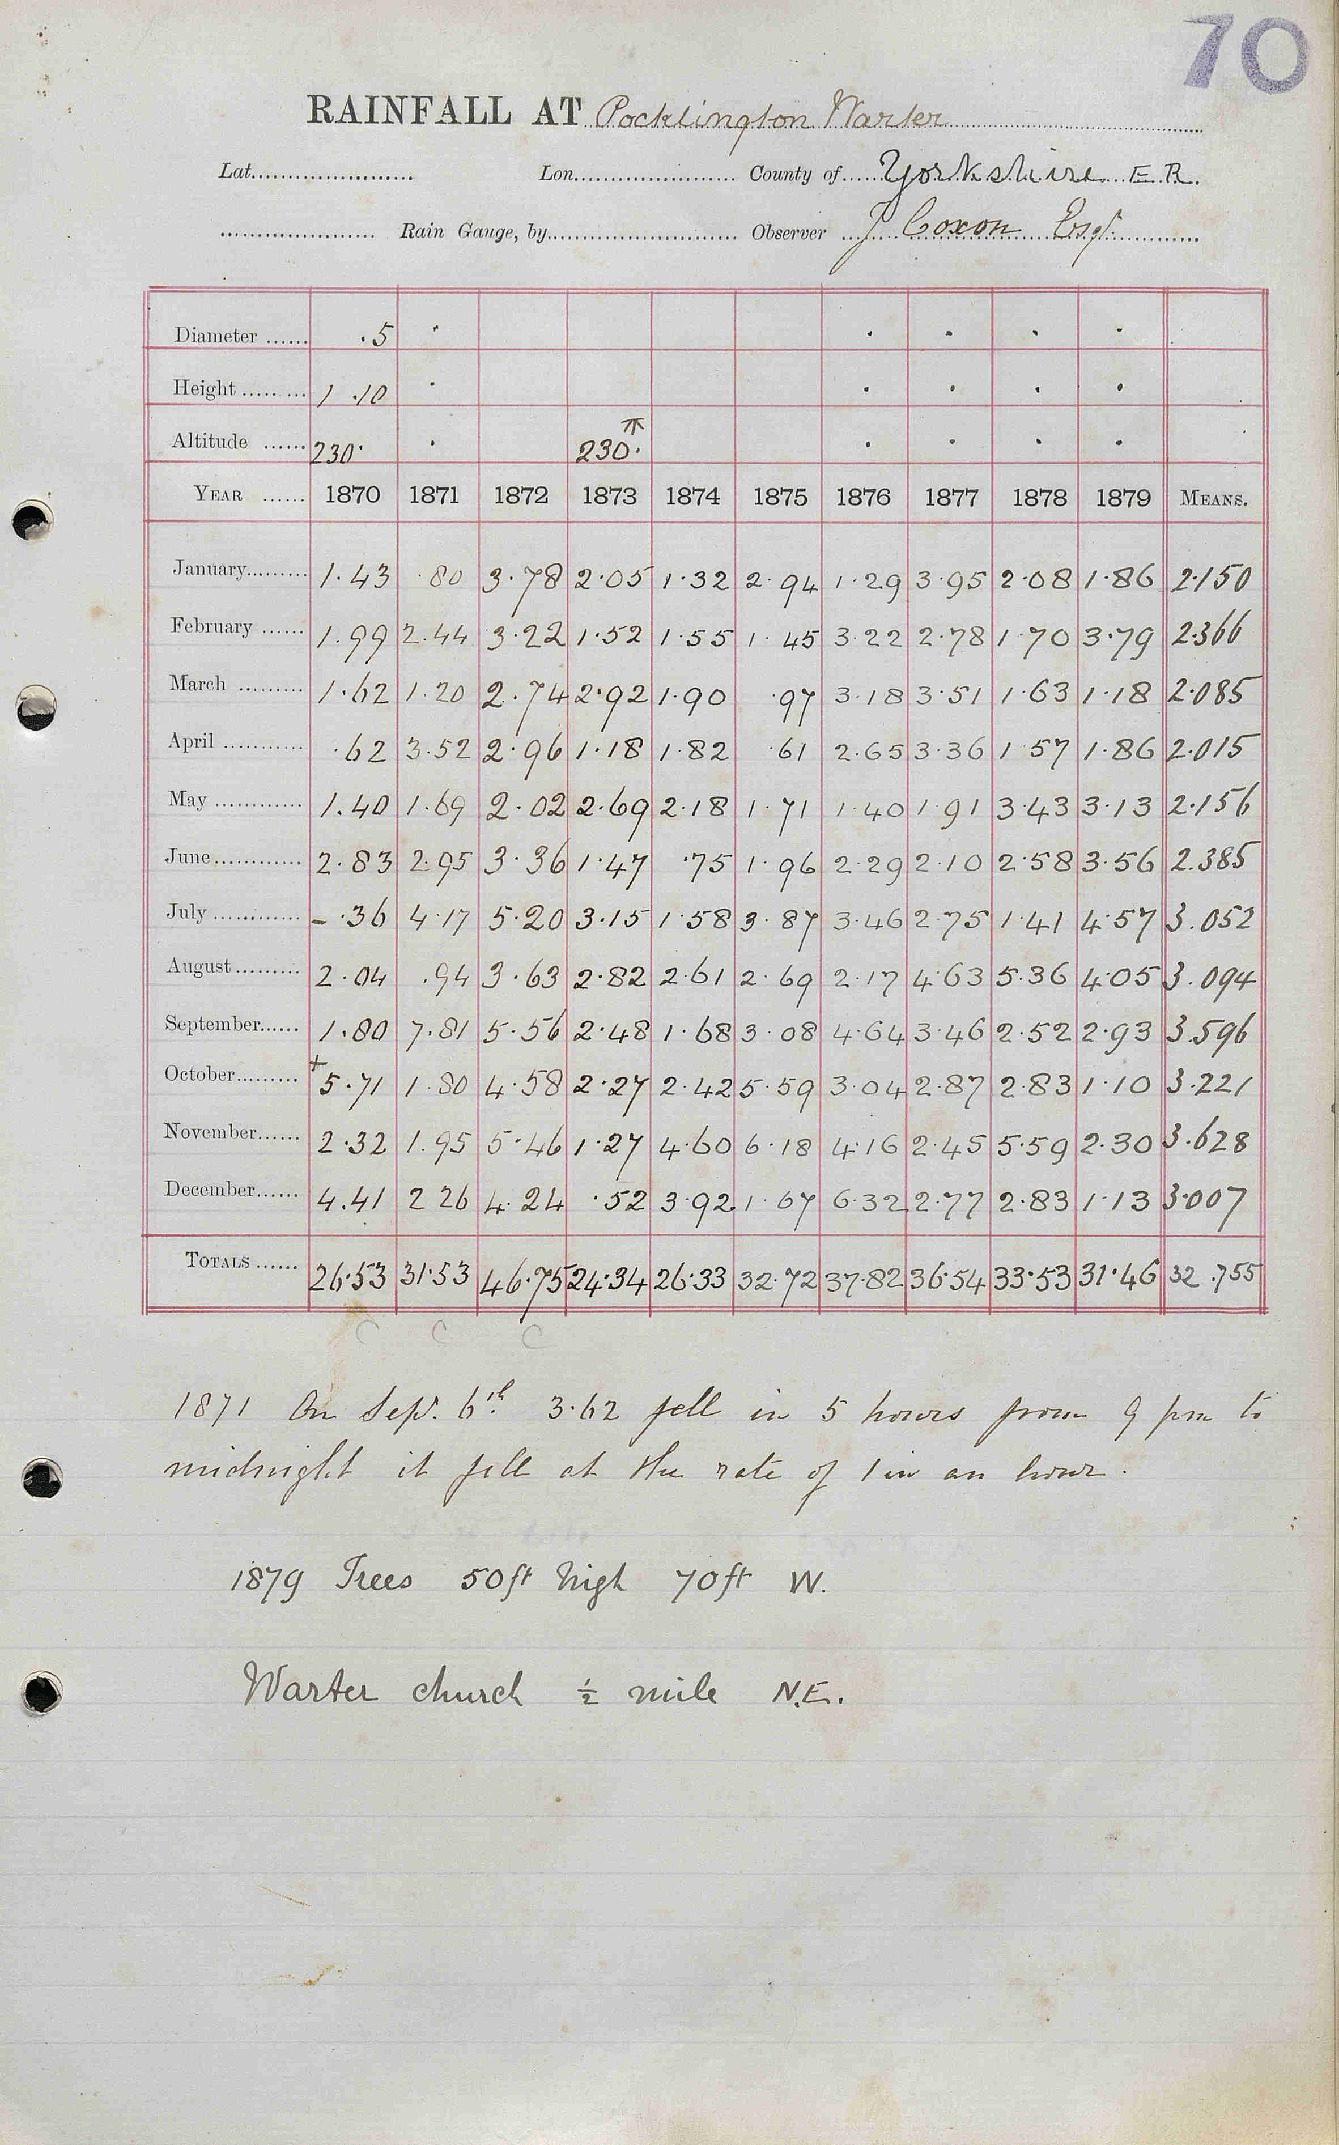 70
RAINFALL AT Pocklington Warter
Lat. Lon. County of Yorkshire E.R.
Rain Gauge, by Observer J Coxon Esqr.
Diameter .5
Height 1.10
Altitude 230. 230.
YEAR 1870 1871 1872 1873 1874 1875 1876 1877 1878 1879 MEANS.
January 1.43 .80 3.78 2.05 1.32 2.94 1.29 3.95 2.08 1.86 2.150
February 1.99 2.44 3.22 1.52 1.55 1.45 3.22 2.78 1.70 3.79 2.366
March 1.62 1.20 2.74 2.92 1.90 .97 3.18 3.51 1.63 1.18 2.085
April .62 3.52 2.96 1.18 1.82 .61 2.65 3.36 1.57 1.86 2.015
May 1.40 1.69 2.02 2.69 2.18 1.71 1.40 1.91 3.43 3.13 2.156
June 2.83 2.95 3.36 1.47 .75 1.96 2.29 2.10 2.58 3.56 2.385
July – .36 4.17 5.20 3.15 1.58 3.87 3.46 2.75 1.41 4.57 3.052
August 2.04 .94 3.63 2.82 2.61 2.69 2.17 4.63 5.36 4.05 3.094
September 1.80 7.81 5.56 2.48 1.68 3.08 4.64 3.46 2.52 2.93 3.596
October +5.71 1.80 4.58 2.27 2.42 5.59 3.04 2.87 2.83 1.10 3.221
November 2.32 1.95 5.46 1.27 4.60 6.18 4.16 2.45 5.59 2.30 3.628
December 4.41 2 26 4.24 .52 3.92 1.67 6.32 2.77 2.83 1.13 3.007
TOTALS 26.53 31.53 46.75 24.34 26.33 32.72 37.82 36.54 33.53 31.46 32.755
C C C
1871 On Sep. 6th 3.62 fell in 5 hours from 9 pm to
midnight it fell at the rate of 1 in an hour.
1879 Trees 50ft high 70ft W.
Warter church ½ mile N.E.